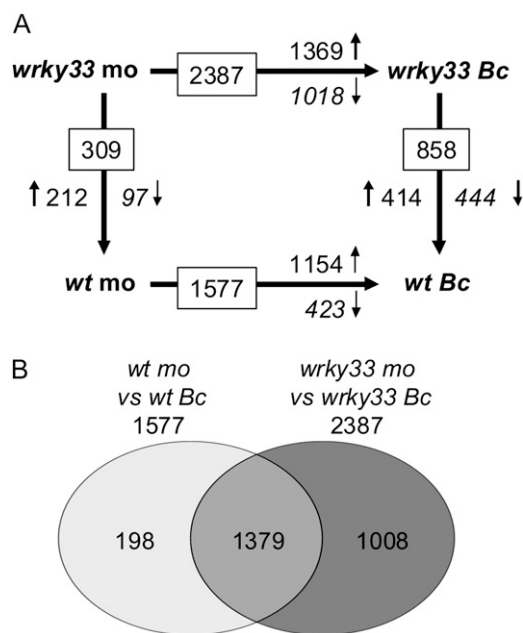 A
wrky33 mo 2387 1369 ↑ wrky33 Bc
1018 ↓
309 858
↑ 212 97 ↓ ↑ 414 444 ↓
wt mo 1577 1154 ↑ wt Bc
423 ↓
B
wt mo
vs wt Bc
1577
wrky33 mo
vs wrky33 Bc
2387
198 1379 1008